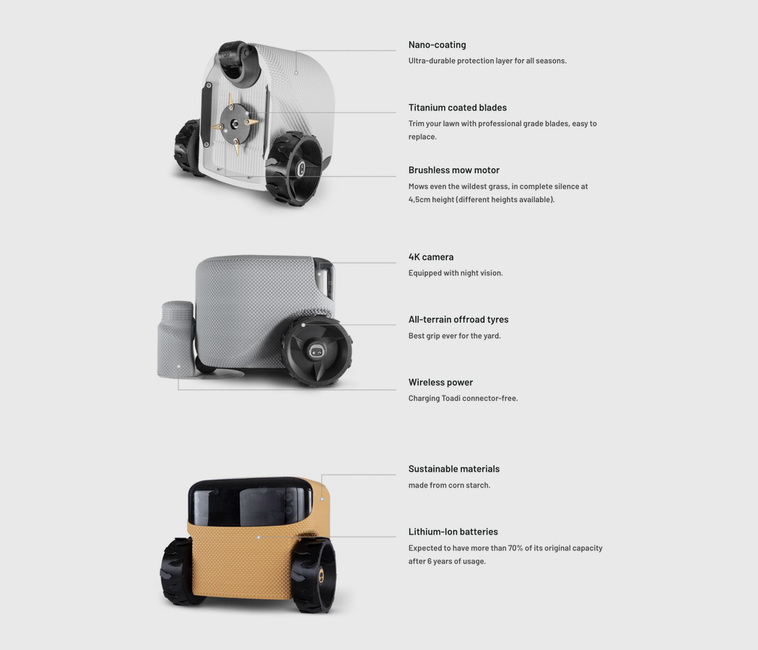 Nano-coating
Ultra-durable protection layer for all seasons.
Titanium coated blades
Trim your lawn with professional grade blades, easy to
replace.
Brushless mow motor
Mows even the wildest grass, in complete silence at
4,5cm height (different heights available).
4K camera
Equipped with night vision.
All-terrain offroad tyres
Best grip ever for the yard.
Wireless power
Charging Toadi connector-free.
Sustainable materials
made from corn starch.
Lithium-Ion batteries
Expected to have more than 70% of its original capacity
after 6 years of usage.